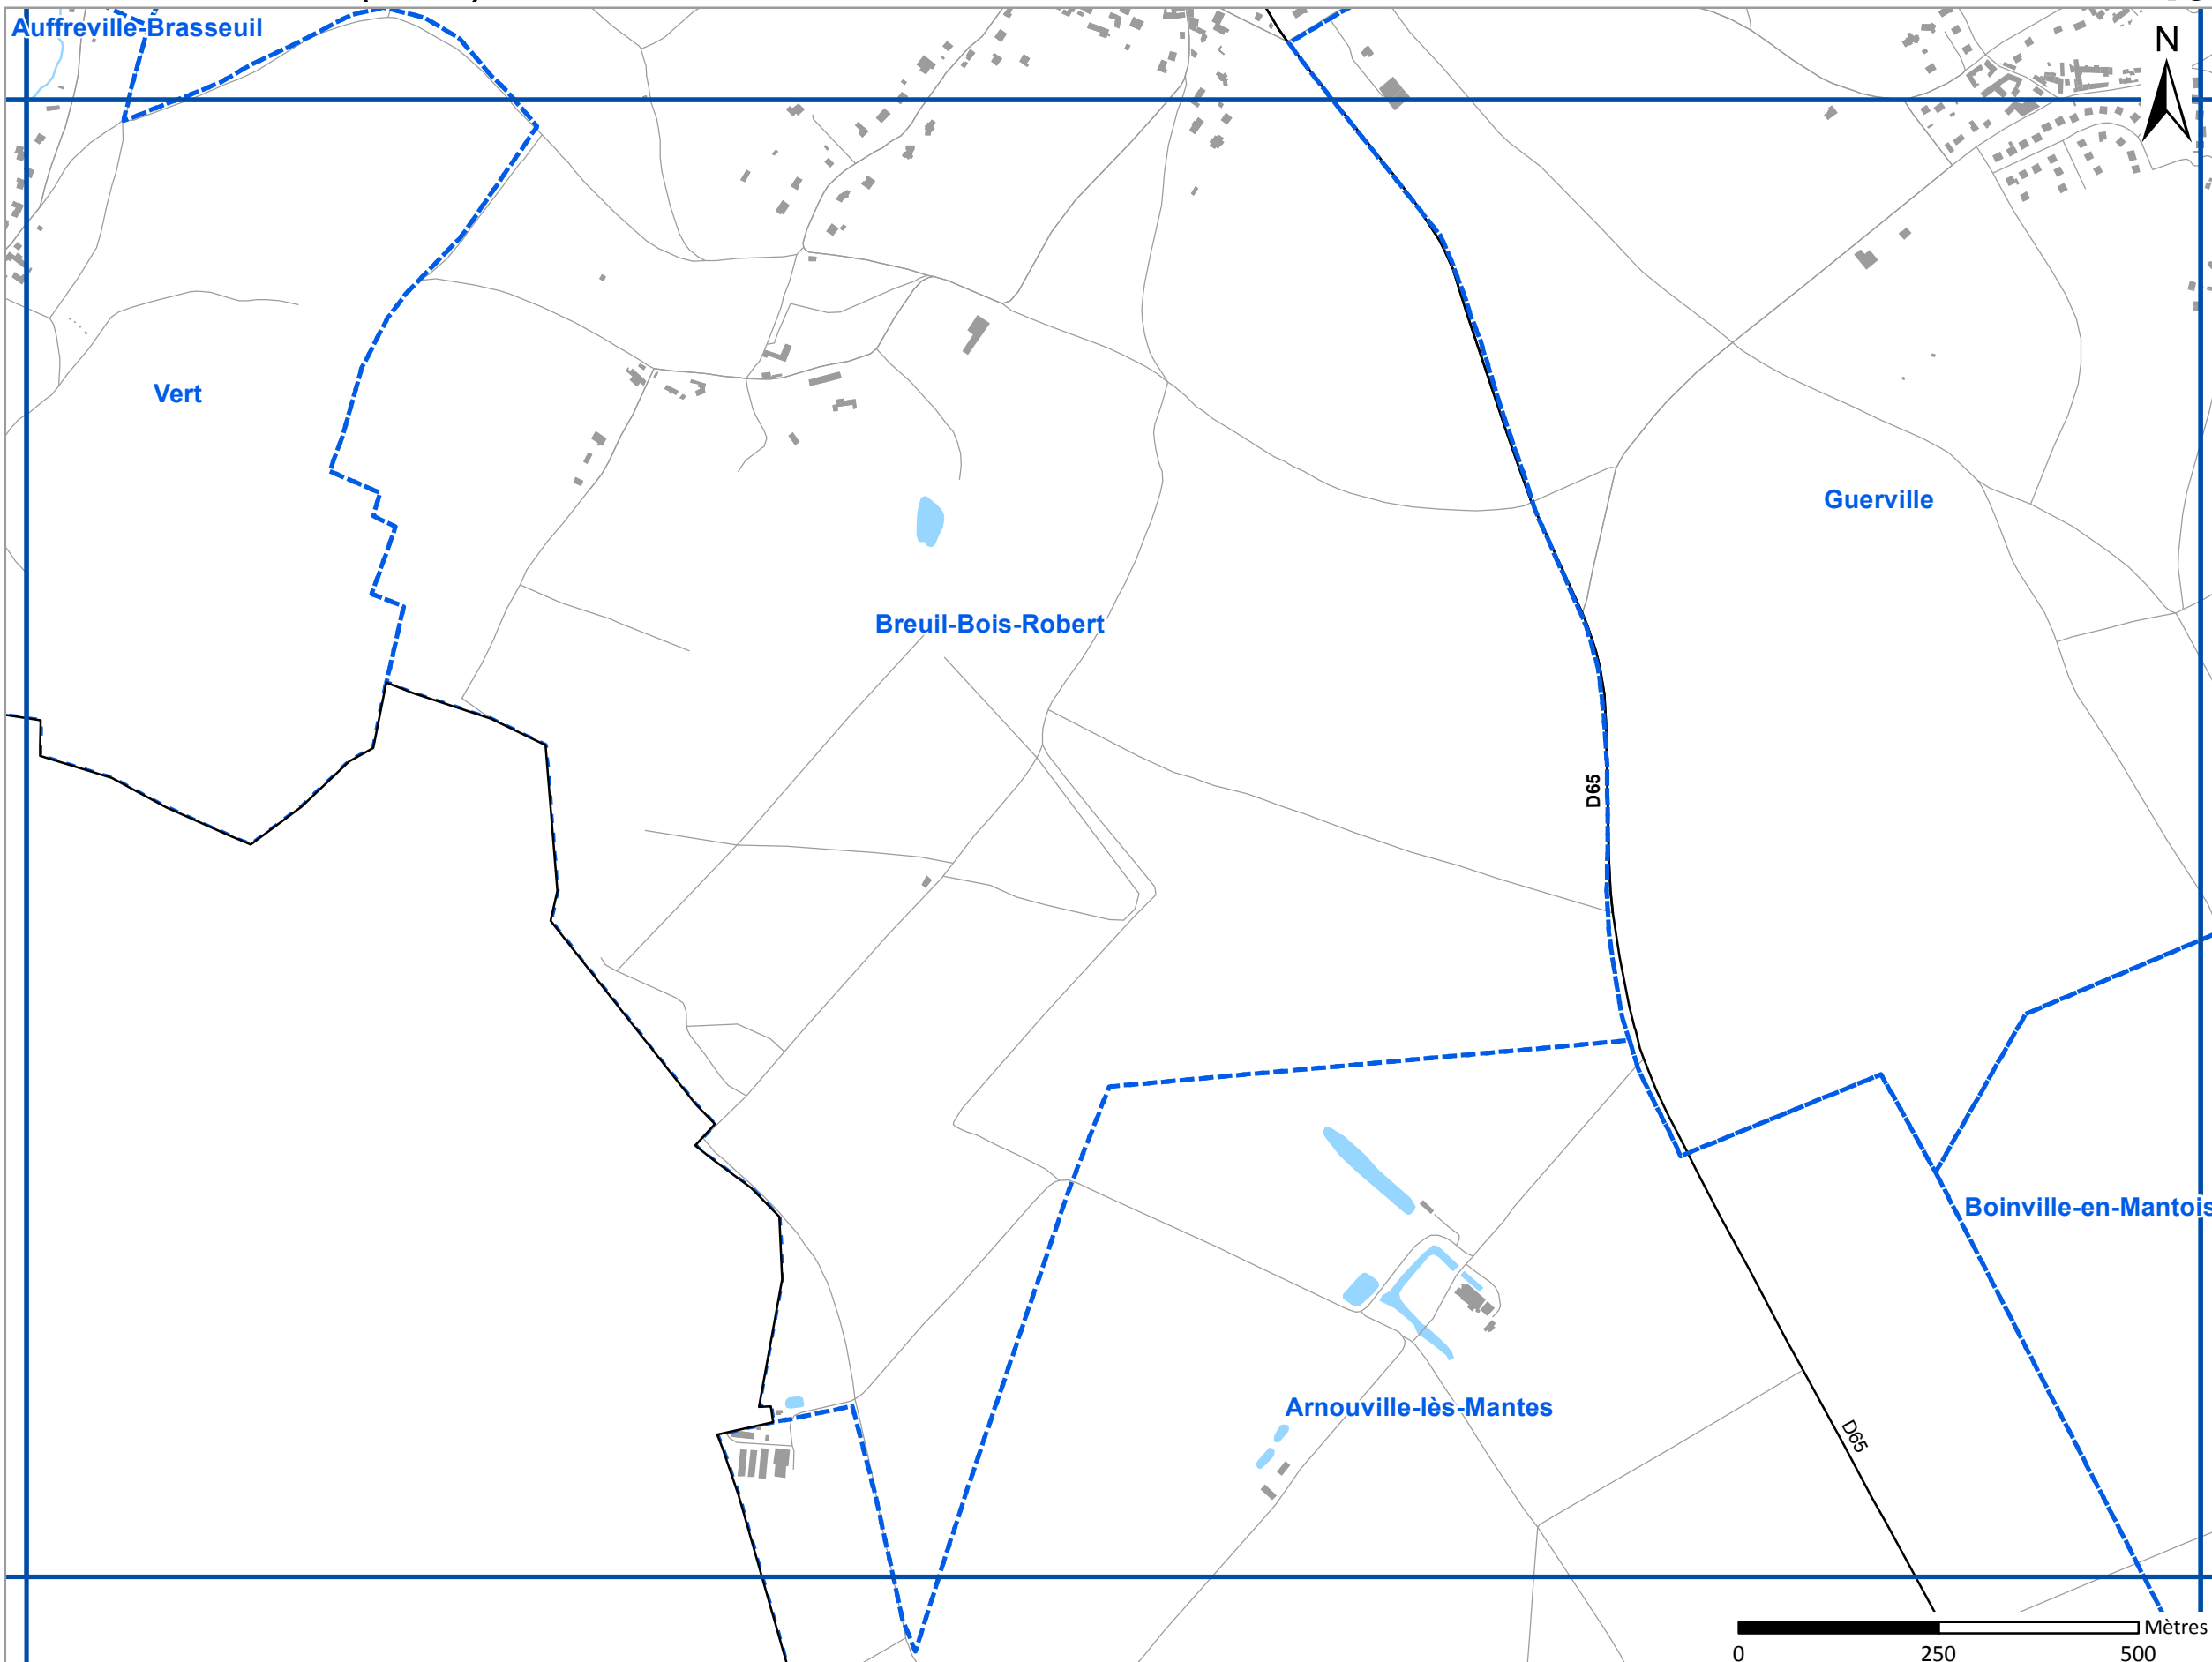 Auffreville-Brasseuil
N
Vert
Guerville
Breuil-Bois-Robert
D65
Boinville-en-Mantois
Arnouville-lès-Mantes
D65
Mètres
0 250 500